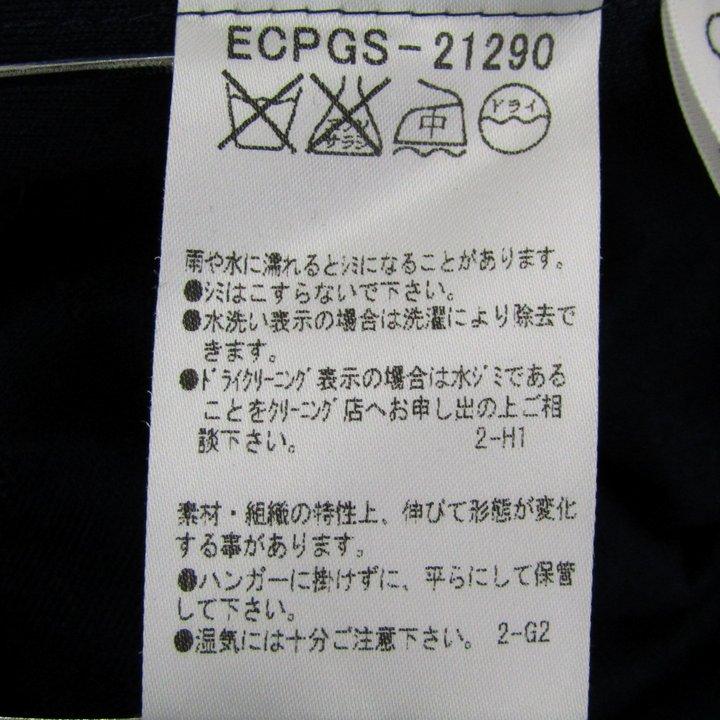 ECPGS-21290
エンソ サラシ 中 ドライ
雨や水に濡れるとシミになることがあります。
●シミはこすらないで下さい。
●水洗い表示の場合は洗濯により除去で
きます。
●ドライクリーニング表示の場合は水ジミである
ことをクリーニング店へお申し出の上ご相
談下さい。 2-H1
素材・組織の特性上、伸びて形態が変化
する事があります。
●ハンガーに掛けずに、平らにして保管
して下さい。
●湿気には十分ご注意下さい。 2-G2